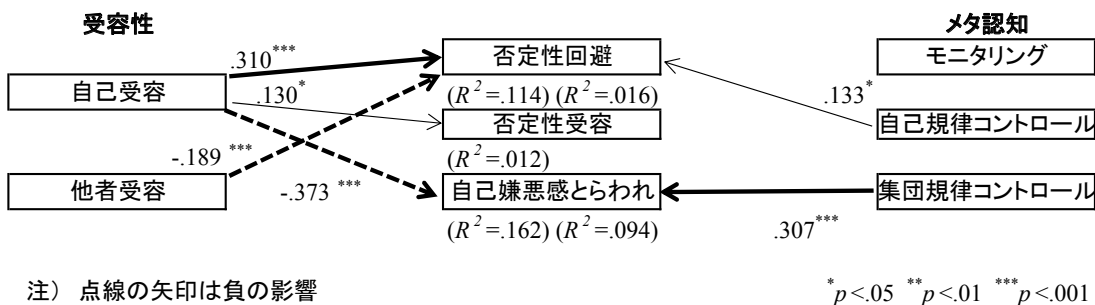 受容性
メタ認知
.310***
否定性回避
モニタリング
自己受容
.130*
(R²=.114) (R²=.016)
.133*
否定性受容
自己規律コントロール
-.189 ***
(R²=.012)
他者受容
-.373 ***
自己嫌悪感とらわれ
集団規律コントロール
(R²=.162) (R²=.094)
.307***
注） 点線の矢印は負の影響
*p<.05 **p<.01 ***p<.001